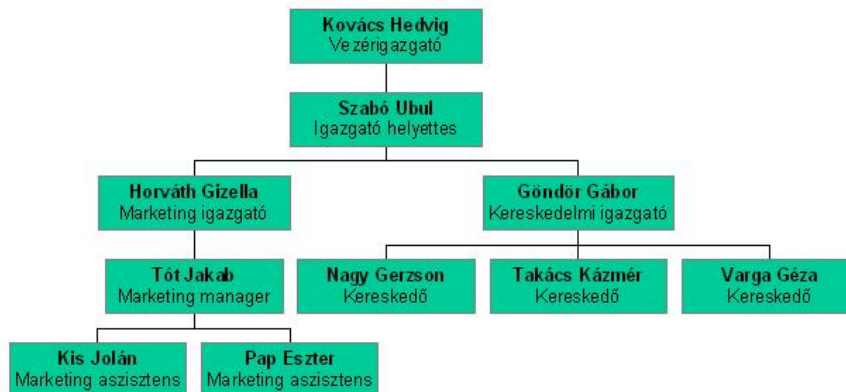 Kovács Hedvig
Vezérigazgató
Szabó Ubul
Igazgató helyettes
Horváth Gizella
Marketing igazgató
Göndör Gábor
Kereskedelmi igazgató
Tót Jakab
Marketing manager
Nagy Gerzson
Kereskedő
Takács Kázmér
Kereskedő
Varga Géza
Kereskedő
Kis Jolán
Marketing aszisztens
Pap Eszter
Marketing aszisztens